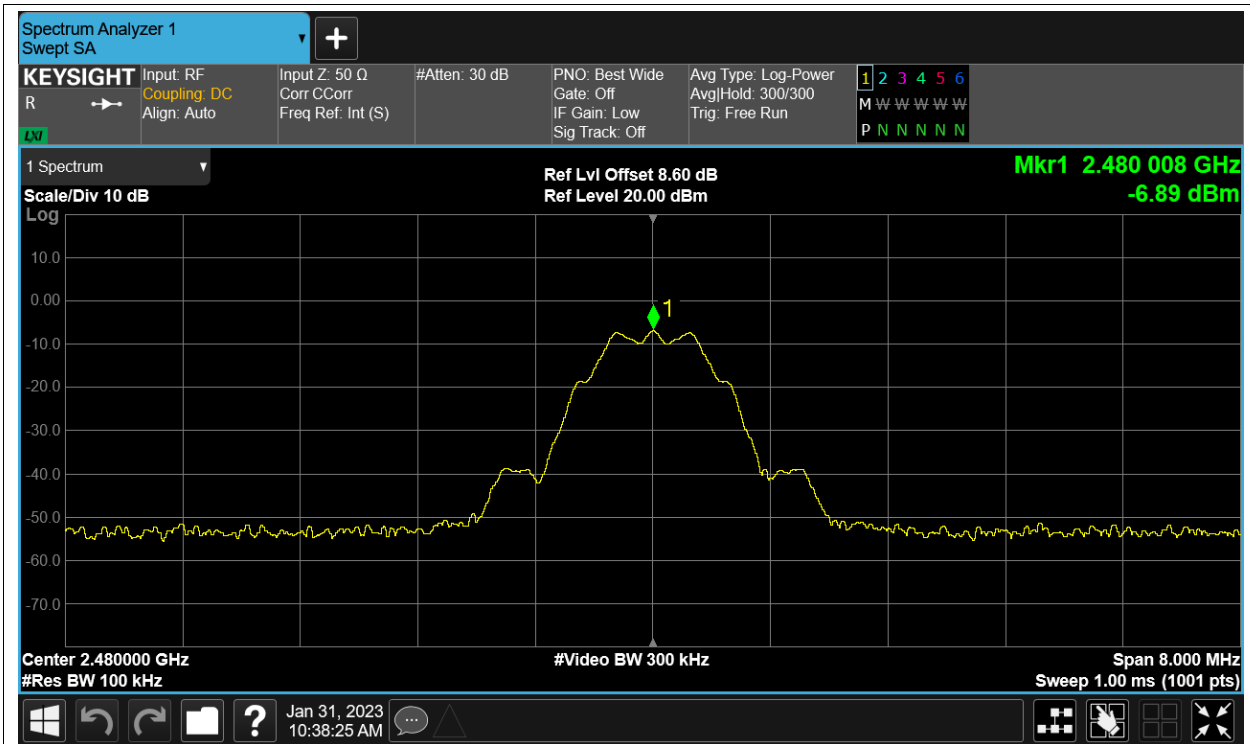 Spectrum Analyzer 1
Swept SA
+
KEYSIGHT
R
LXI
Input: RF
Coupling: DC
Align: Auto
Input Z: 50 Ω
Corr CCorr
Freq Ref: Int (S)
#Atten: 30 dB
PNO: Best Wide
Gate: Off
IF Gain: Low
Sig Track: Off
Avg Type: Log-Power
Avg|Hold: 300/300
Trig: Free Run
1 2 3 4 5 6
M W W W W W
P N N N N N
1 Spectrum
Scale/Div 10 dB
Ref Lvl Offset 8.60 dB
Ref Level 20.00 dBm
Mkr1 2.480 008 GHz
-6.89 dBm
Log
10.0
0.00
-10.0
-20.0
-30.0
-40.0
-50.0
-60.0
-70.0
1
Center 2.480000 GHz
#Video BW 300 kHz
Span 8.000 MHz
#Res BW 100 kHz
Sweep 1.00 ms (1001 pts)
?
Jan 31, 2023
10:38:25 AM